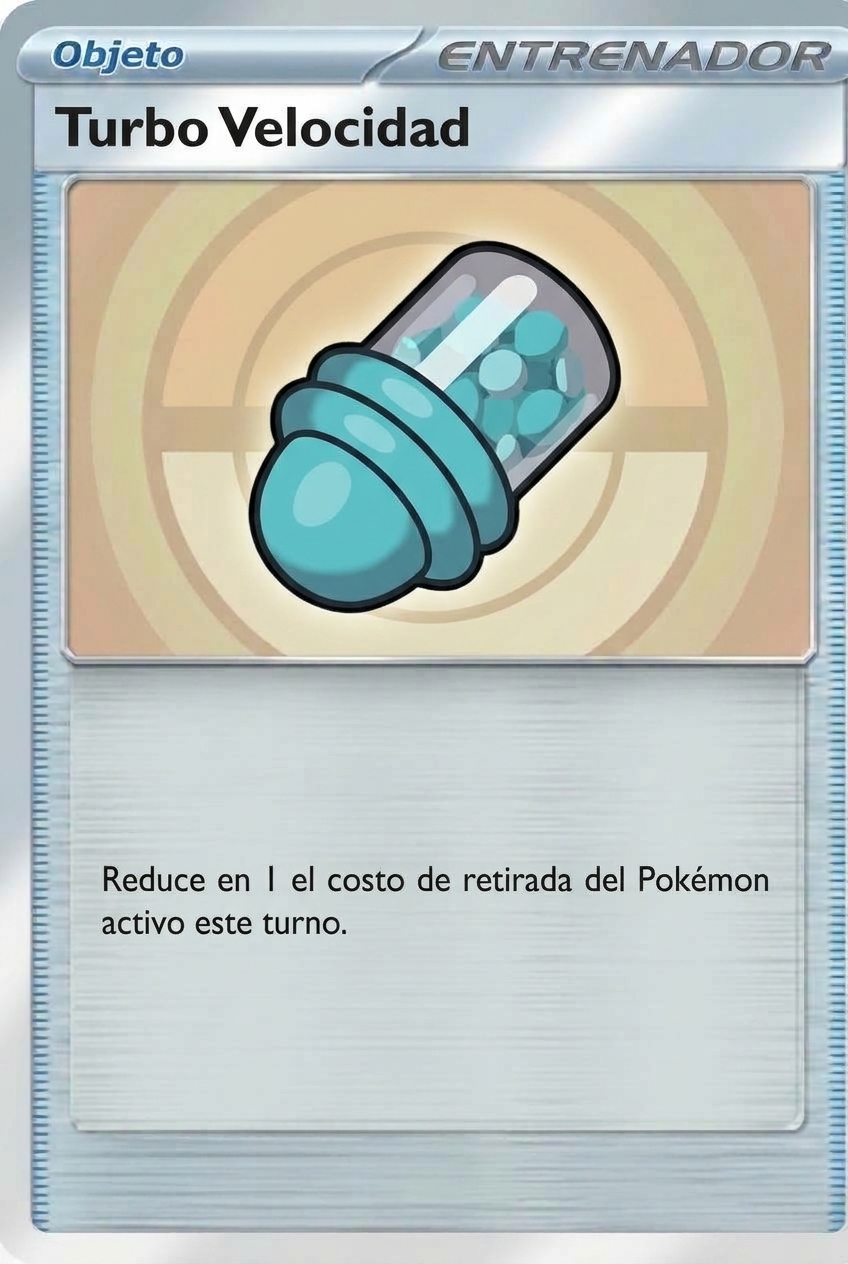 Objeto
ENTRENADOR
Turbo Velocidad
Reduce en 1 el costo de retirada del Pokémon
activo este turno.